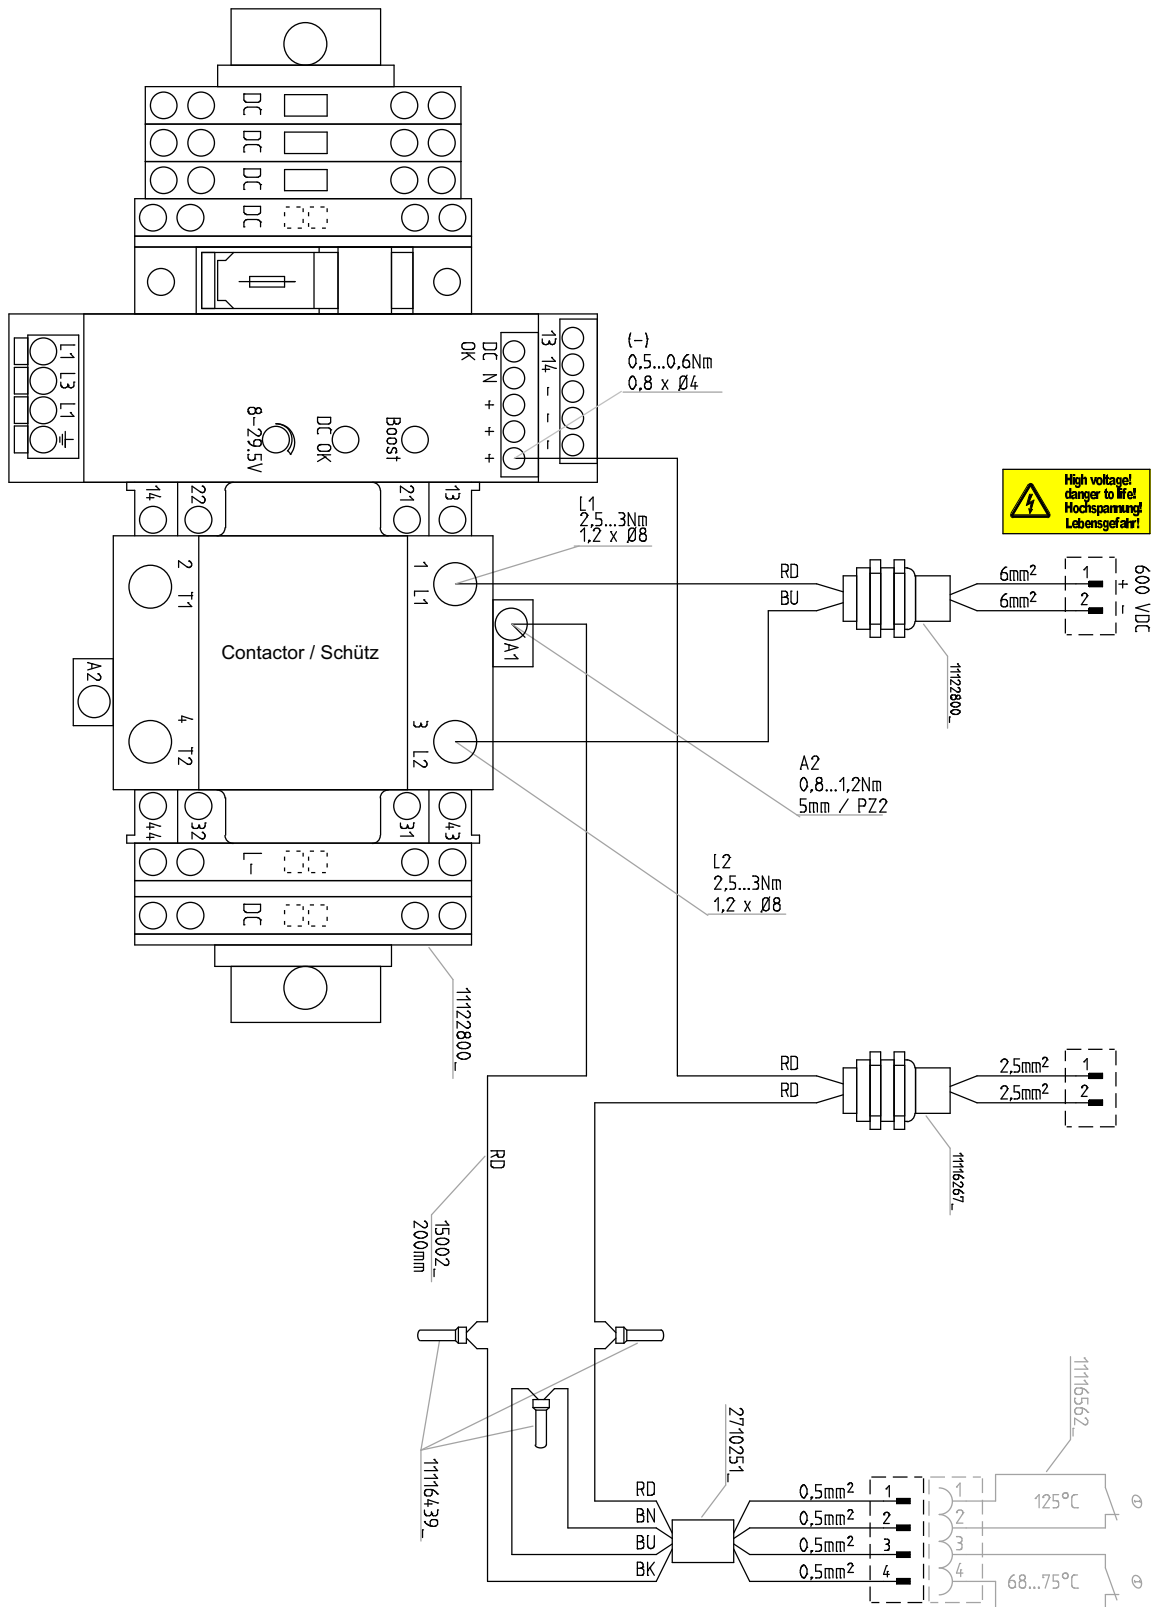 DC
DC
DC
DC
L1
L3
L1
8-29.5V
DC OK
Boost
DC
OK
N
+
+
+
13
14
-
-
-
(-)
0,5...0,6Nm
0,8 x Ø4
14
22
21
13
L1
2,5...3Nm
1,2 x Ø8
High voltage!
danger to life!
Hochspannung!
Lebensgefahr!
2
T1
1
L1
RD
BU
6mm²
6mm²
1
2
+
-
600 VDC
Contactor / Schütz
A1
A2
11122800_
4
T2
3
L2
A2
0,8...1,2Nm
5mm / PZ2
44
32
31
43
L-
DC
L2
2,5...3Nm
1,2 x Ø8
11122800_
RD
RD
2,5mm²
2,5mm²
1
2
11116267_
RD
15002_
200mm
11116439_
2710251_
11116562_
RD
BN
BU
BK
0,5mm²
0,5mm²
0,5mm²
0,5mm²
1
2
3
4
1
2
3
4
125°C
68...75°C